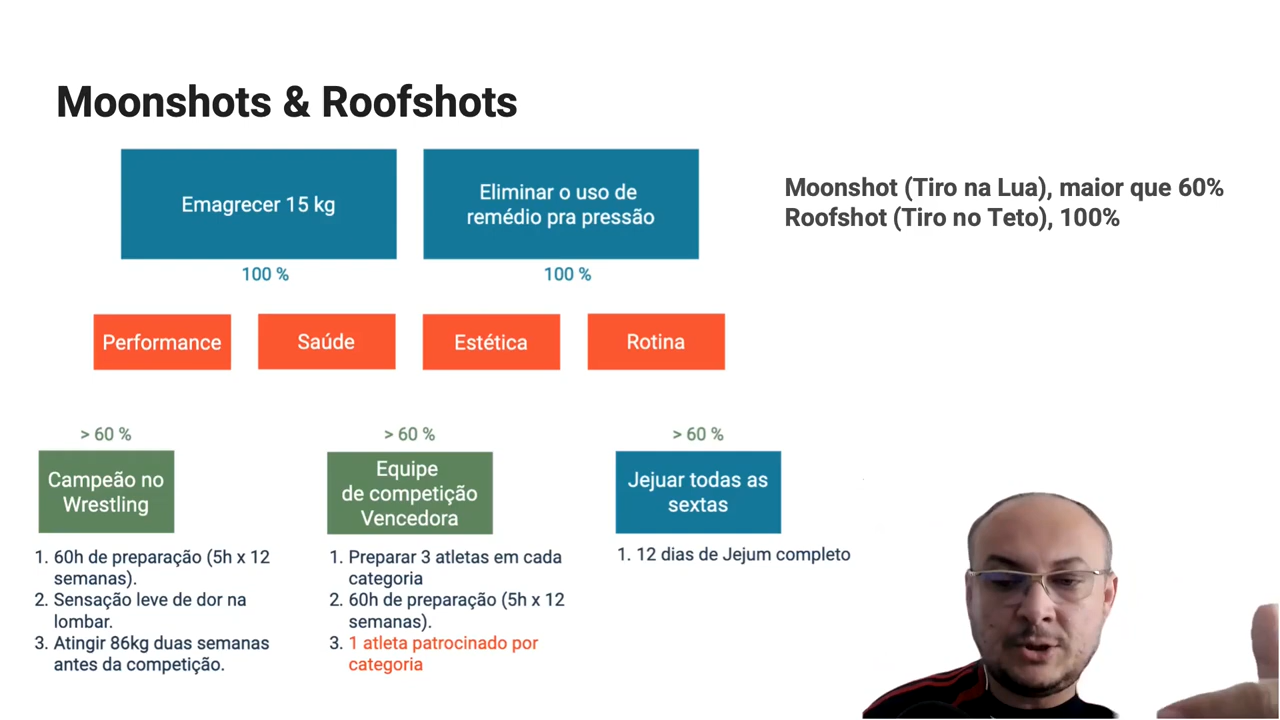 Moonshots & Roofshots
Emagrecer 15 kg
Eliminar o uso de
remédio pra pressão
Moonshot (Tiro na Lua), maior que 60%
Roofshot (Tiro no Teto), 100%
100 %
100 %
Performance
Saúde
Estética
Rotina
> 60 %
> 60 %
> 60 %
Campeão no
Wrestling
Equipe
de competição
Vencedora
Jejuar todas as
sextas
1. 60h de preparação (5h x 12
semanas).
2. Sensação leve de dor na
lombar.
3. Atingir 86kg duas semanas
antes da competição.
1. Preparar 3 atletas em cada
categoria
2. 60h de preparação (5h x 12
semanas).
3. 1 atleta patrocinado por
categoria
1. 12 dias de Jejum completo